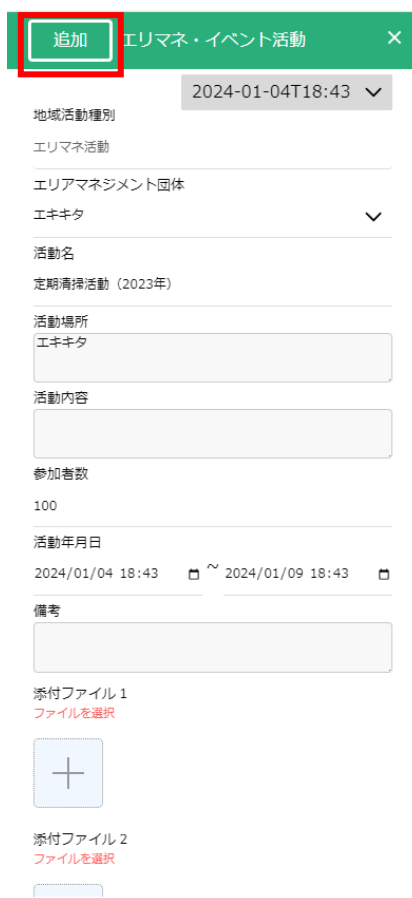 追加 エリマネ・イベント活動 ×
2024-01-04T18:43
地域活動種別
エリマネ活動
エリアマネジメント団体
エキキタ
活動名
定期清掃活動（2023年）
活動場所
エキキタ
活動内容
参加者数
100
活動年月日
2024/01/04 18:43 ~ 2024/01/09 18:43
備考
添付ファイル 1
ファイルを選択
添付ファイル 2
ファイルを選択